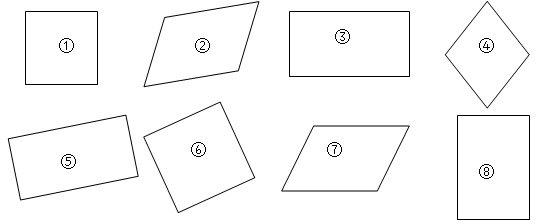 ① ② ③ ④
⑤ ⑥ ⑦ ⑧